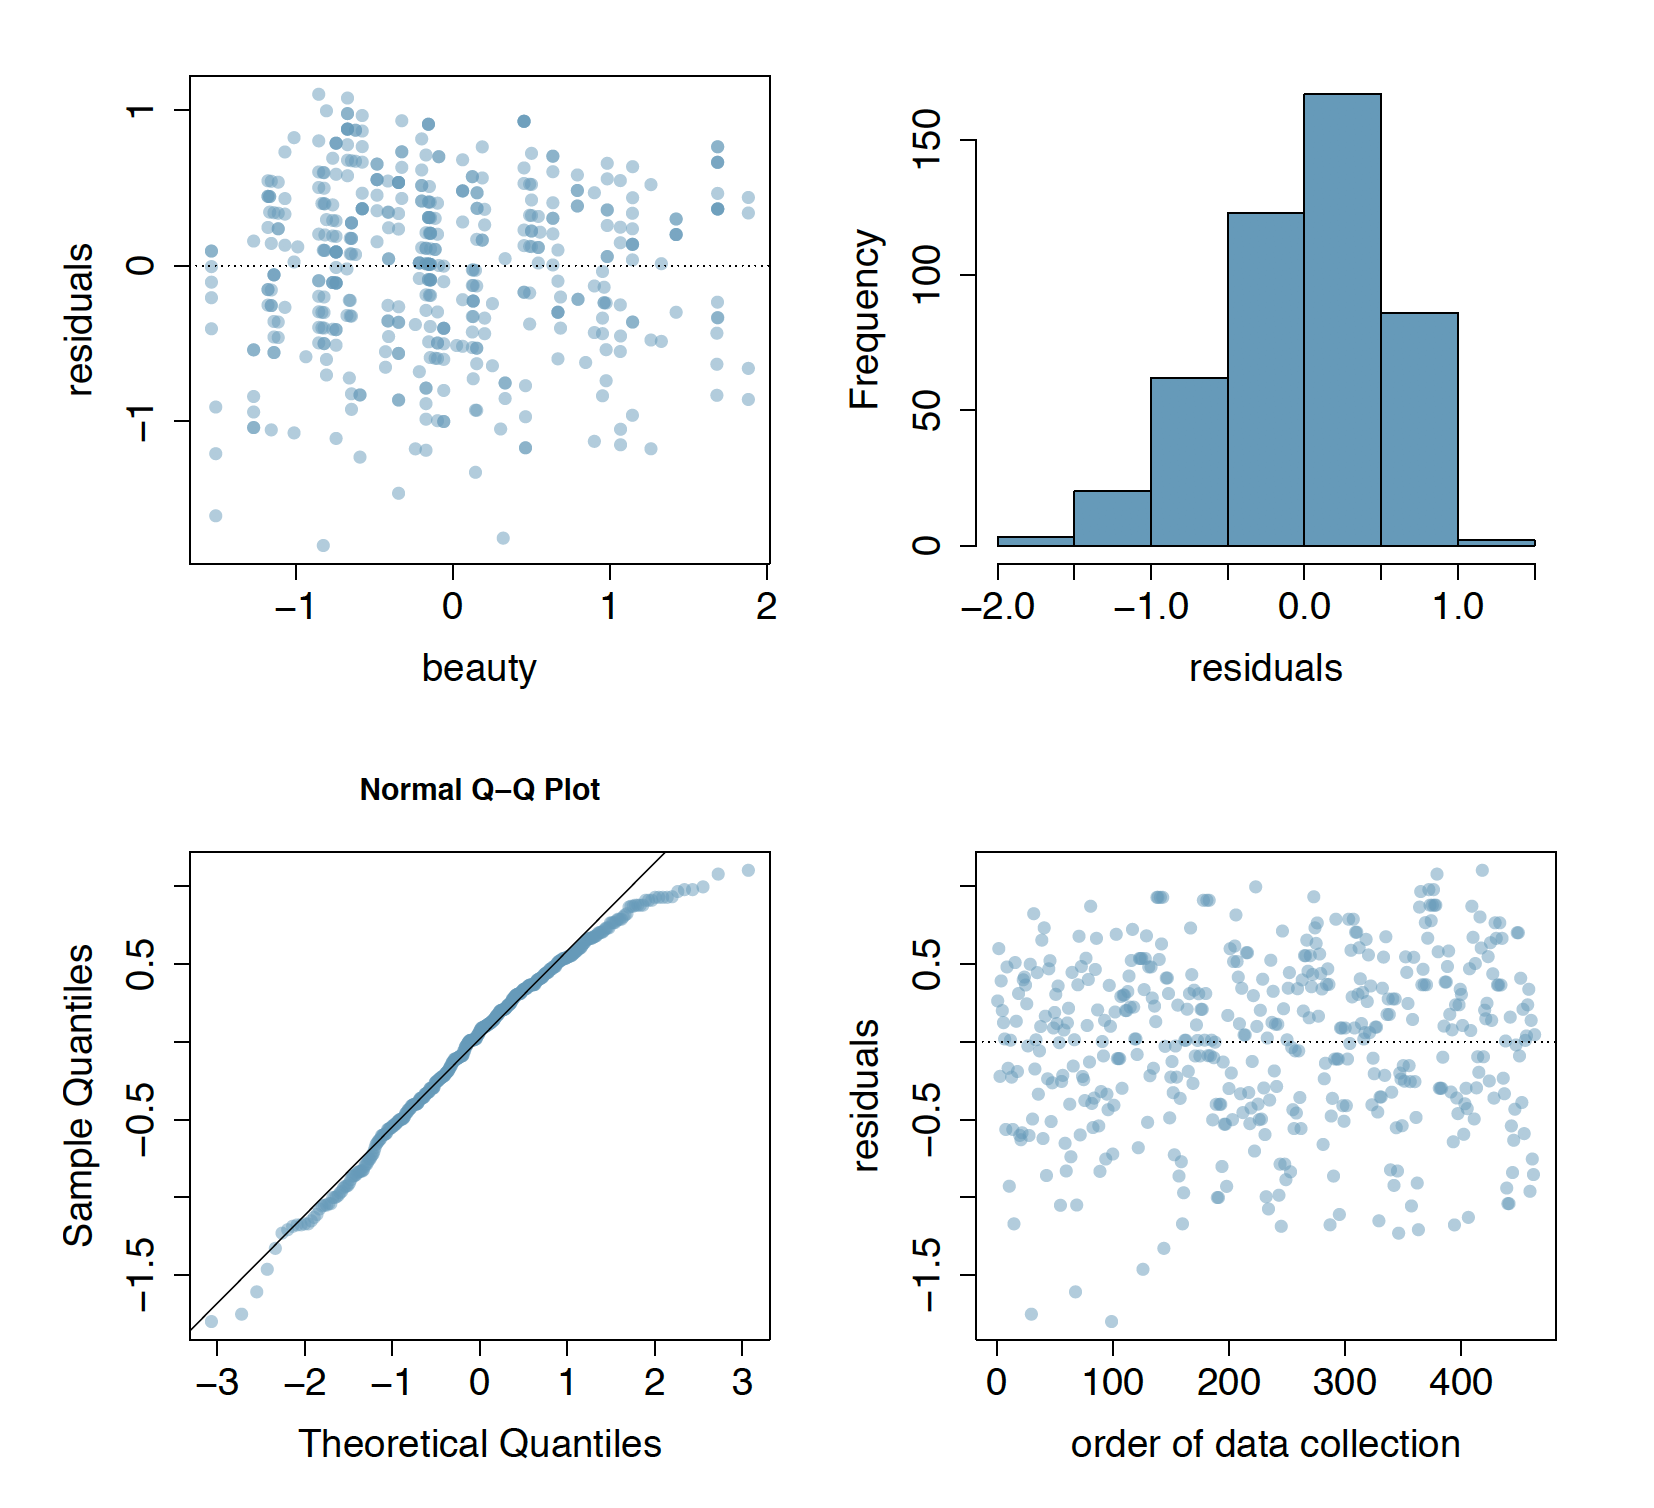 1
0
−1
residuals
−1 0 1 2
beauty
150
100
50
0
Frequency
−2.0 −1.0 0.0 1.0
residuals
Normal Q−Q Plot
0.5
−0.5
−1.5
Sample Quantiles
−3 −2 −1 0 1 2 3
Theoretical Quantiles
0.5
−0.5
−1.5
residuals
0 100 200 300 400
order of data collection